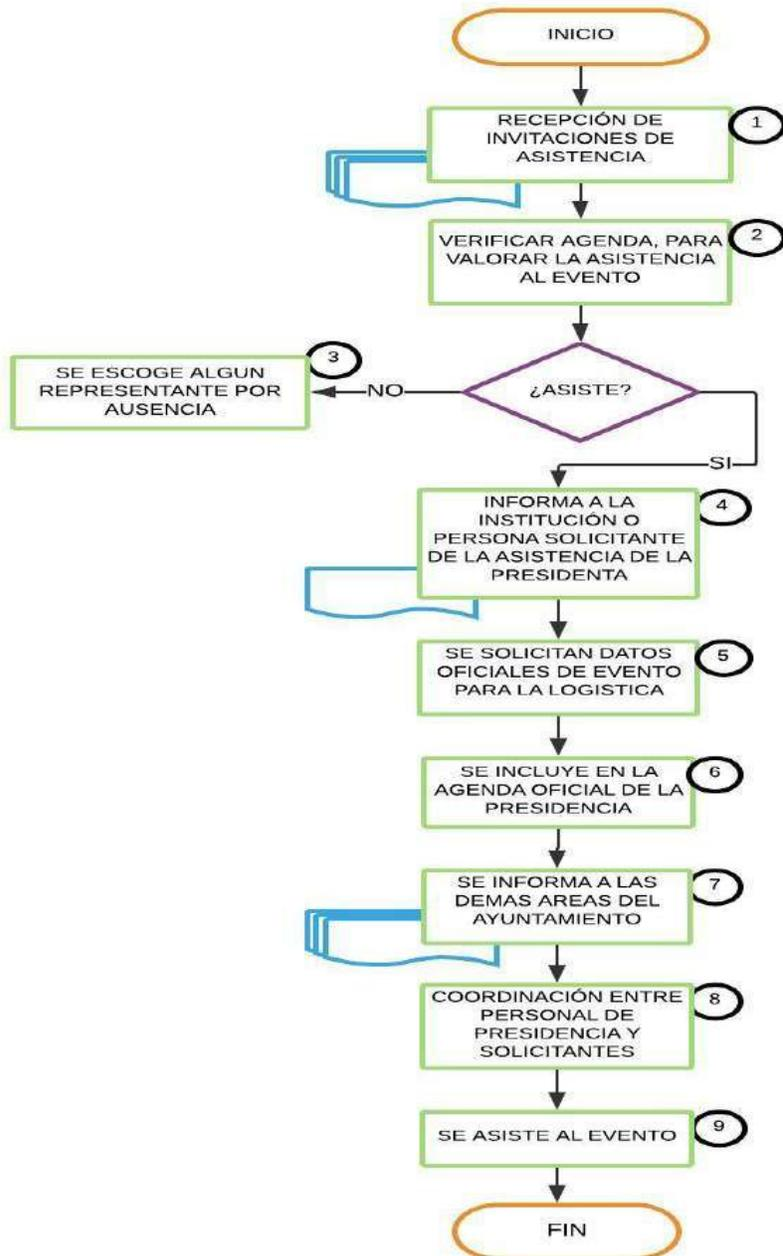 INICIO
RECEPCIÓN DE
INVITACIONES DE
ASISTENCIA
1
VERIFICAR AGENDA, PARA
VALORAR LA ASISTENCIA
AL EVENTO
2
¿ASISTE?
NO
SE ESCOGE ALGUN
REPRESENTANTE POR
AUSENCIA
3
SI
INFORMA A LA
INSTITUCIÓN O
PERSONA SOLICITANTE
DE LA ASISTENCIA DE LA
PRESIDENTA
4
SE SOLICITAN DATOS
OFICIALES DE EVENTO
PARA LA LOGISTICA
5
SE INCLUYE EN LA
AGENDA OFICIAL DE LA
PRESIDENCIA
6
SE INFORMA A LAS
DEMAS AREAS DEL
AYUNTAMIENTO
7
COORDINACIÓN ENTRE
PERSONAL DE
PRESIDENCIA Y
SOLICITANTES
8
SE ASISTE AL EVENTO
9
FIN